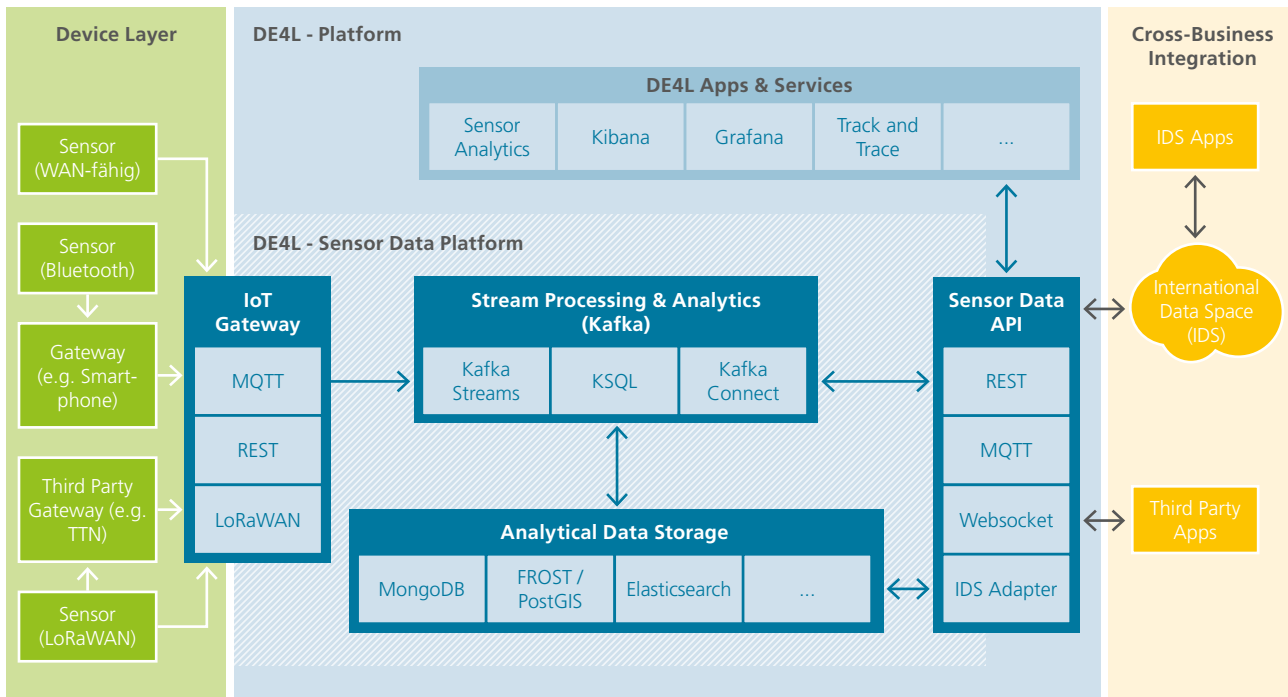 Device Layer
Sensor
(WAN-fähig)
Sensor
(Bluetooth)
Gateway
(e.g. Smart-
phone)
Third Party
Gateway (e.g.
TTN)
Sensor
(LoRaWAN)
DE4L - Platform
DE4L Apps & Services
Sensor
Analytics
Kibana
Grafana
Track and
Trace
...
DE4L - Sensor Data Platform
IoT
Gateway
MQTT
REST
LoRaWAN
Stream Processing & Analytics
(Kafka)
Kafka
Streams
KSQL
Kafka
Connect
Analytical Data Storage
MongoDB
FROST /
PostGIS
Elasticsearch
...
Sensor Data
API
REST
MQTT
Websocket
IDS Adapter
Cross-Business
Integration
IDS Apps
International
Data Space
(IDS)
Third Party
Apps